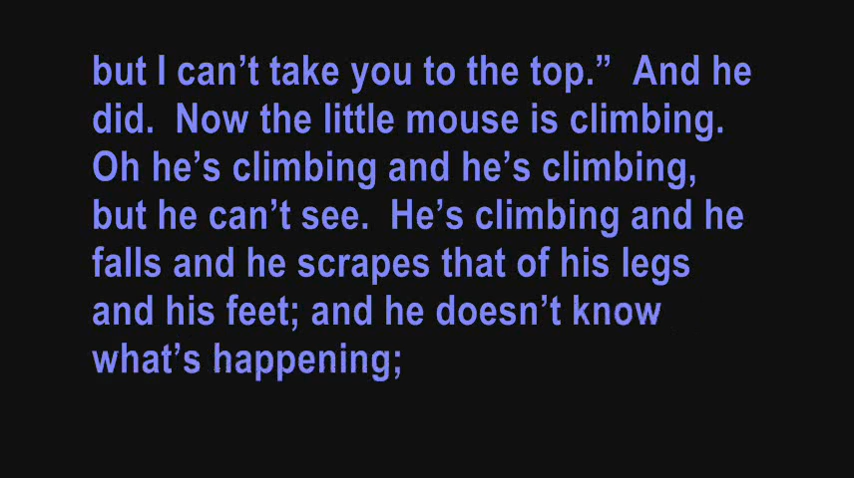 but I can’t take you to the top.”  And he
did.  Now the little mouse is climbing.
Oh he’s climbing and he’s climbing,
but he can’t see.  He’s climbing and he
falls and he scrapes that of his legs
and his feet; and he doesn’t know
what’s happening;